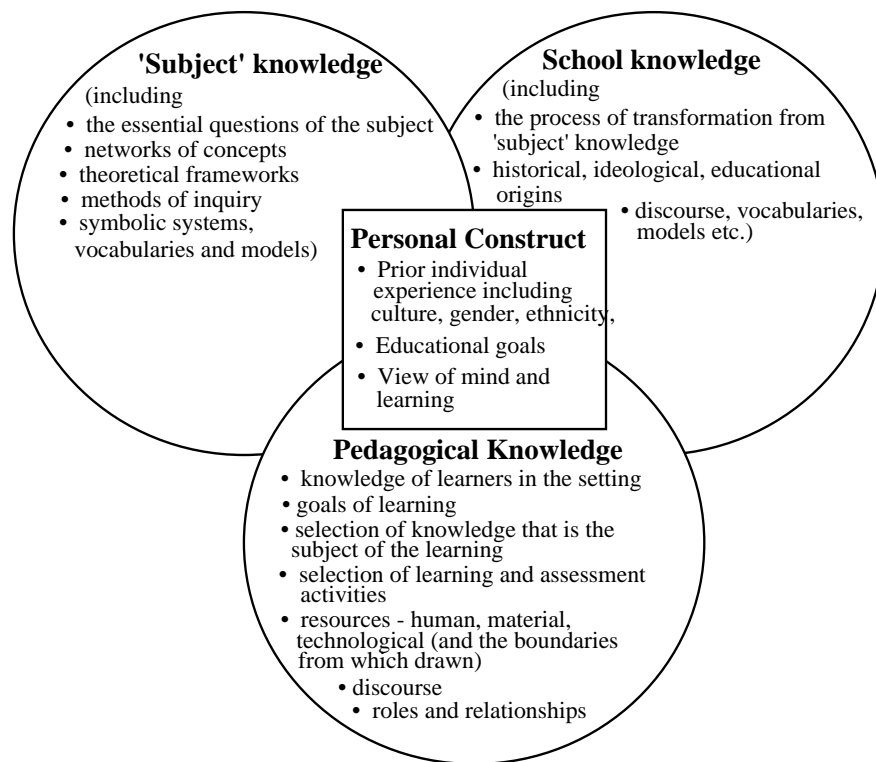 'Subject' knowledge
(including
• the essential questions of the subject
• networks of concepts
• theoretical frameworks
• methods of inquiry
• symbolic systems,
vocabularies and models)
School knowledge
(including
• the process of transformation from
'subject' knowledge
• historical, ideological, educational
origins
• discourse, vocabularies,
models etc.)
Personal Construct
• Prior individual
experience including
culture, gender, ethnicity,
• Educational goals
• View of mind and
learning
Pedagogical Knowledge
• knowledge of learners in the setting
• goals of learning
• selection of knowledge that is the
subject of the learning
• selection of learning and assessment
activities
• resources - human, material,
technological (and the boundaries
from which drawn)
• discourse
• roles and relationships